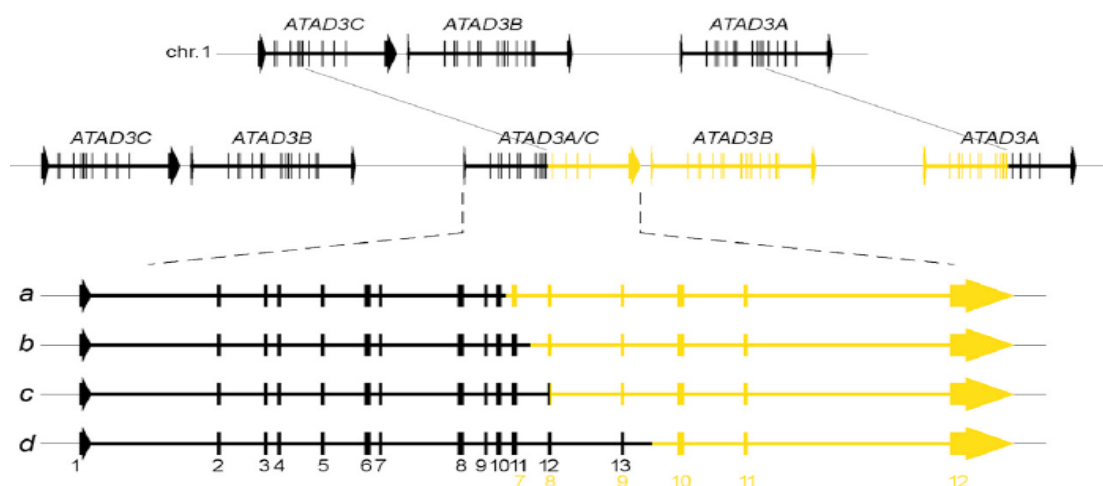 ATAD3C ATAD3B ATAD3A
chr.1
ATAD3C ATAD3B ATAD3A/C ATAD3B ATAD3A
a
b
c
d
1 2 3 4 5 6 7 8 9 10 11 12 13
7 8 9 10 11 12